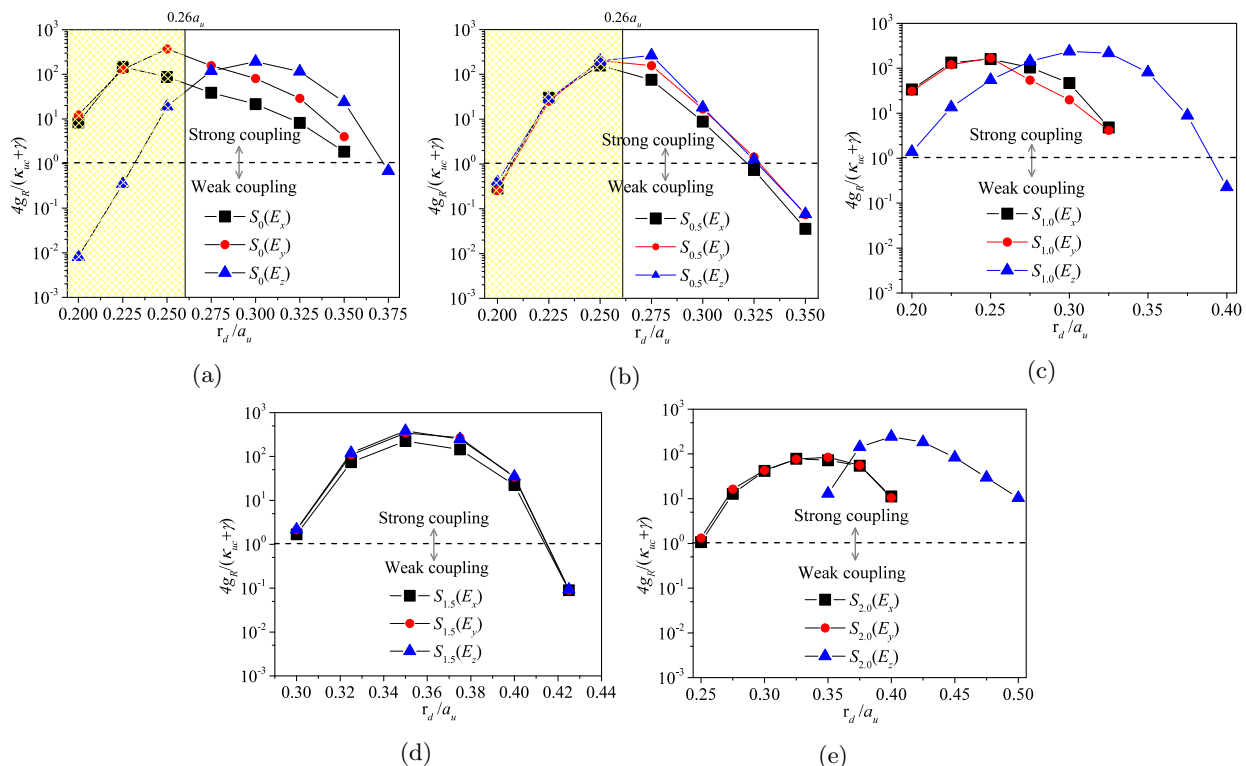 0.26a_u
10^3
10^2
10^1
10^0
10^-1
10^-2
10^-3
4g_R/(κ_uc+γ)
Strong coupling
Weak coupling
S_0(E_x)
S_0(E_y)
S_0(E_z)
0.200 0.225 0.250 0.275 0.300 0.325 0.350 0.375
r_d/a_u
(a)
0.26a_u
10^3
10^2
10^1
10^0
10^-1
10^-2
10^-3
4g_R/(κ_uc+γ)
Strong coupling
Weak coupling
S_0.5(E_x)
S_0.5(E_y)
S_0.5(E_z)
0.200 0.225 0.250 0.275 0.300 0.325 0.350
r_d/a_u
(b)
10^3
10^2
10^1
10^0
10^-1
10^-2
10^-3
4g_R/(κ_uc+γ)
Strong coupling
Weak coupling
S_1.0(E_x)
S_1.0(E_y)
S_1.0(E_z)
0.20 0.25 0.30 0.35 0.40
r_d/a_u
(c)
10^3
10^2
10^1
10^0
10^-1
10^-2
10^-3
4g_R/(κ_uc+γ)
Strong coupling
Weak coupling
S_1.5(E_x)
S_1.5(E_y)
S_1.5(E_z)
0.30 0.32 0.34 0.36 0.38 0.40 0.42 0.44
r_d/a_u
(d)
10^3
10^2
10^1
10^0
10^-1
10^-2
10^-3
4g_R/(κ_uc+γ)
Strong coupling
Weak coupling
S_2.0(E_x)
S_2.0(E_y)
S_2.0(E_z)
0.25 0.30 0.35 0.40 0.45 0.50
r_d/a_u
(e)